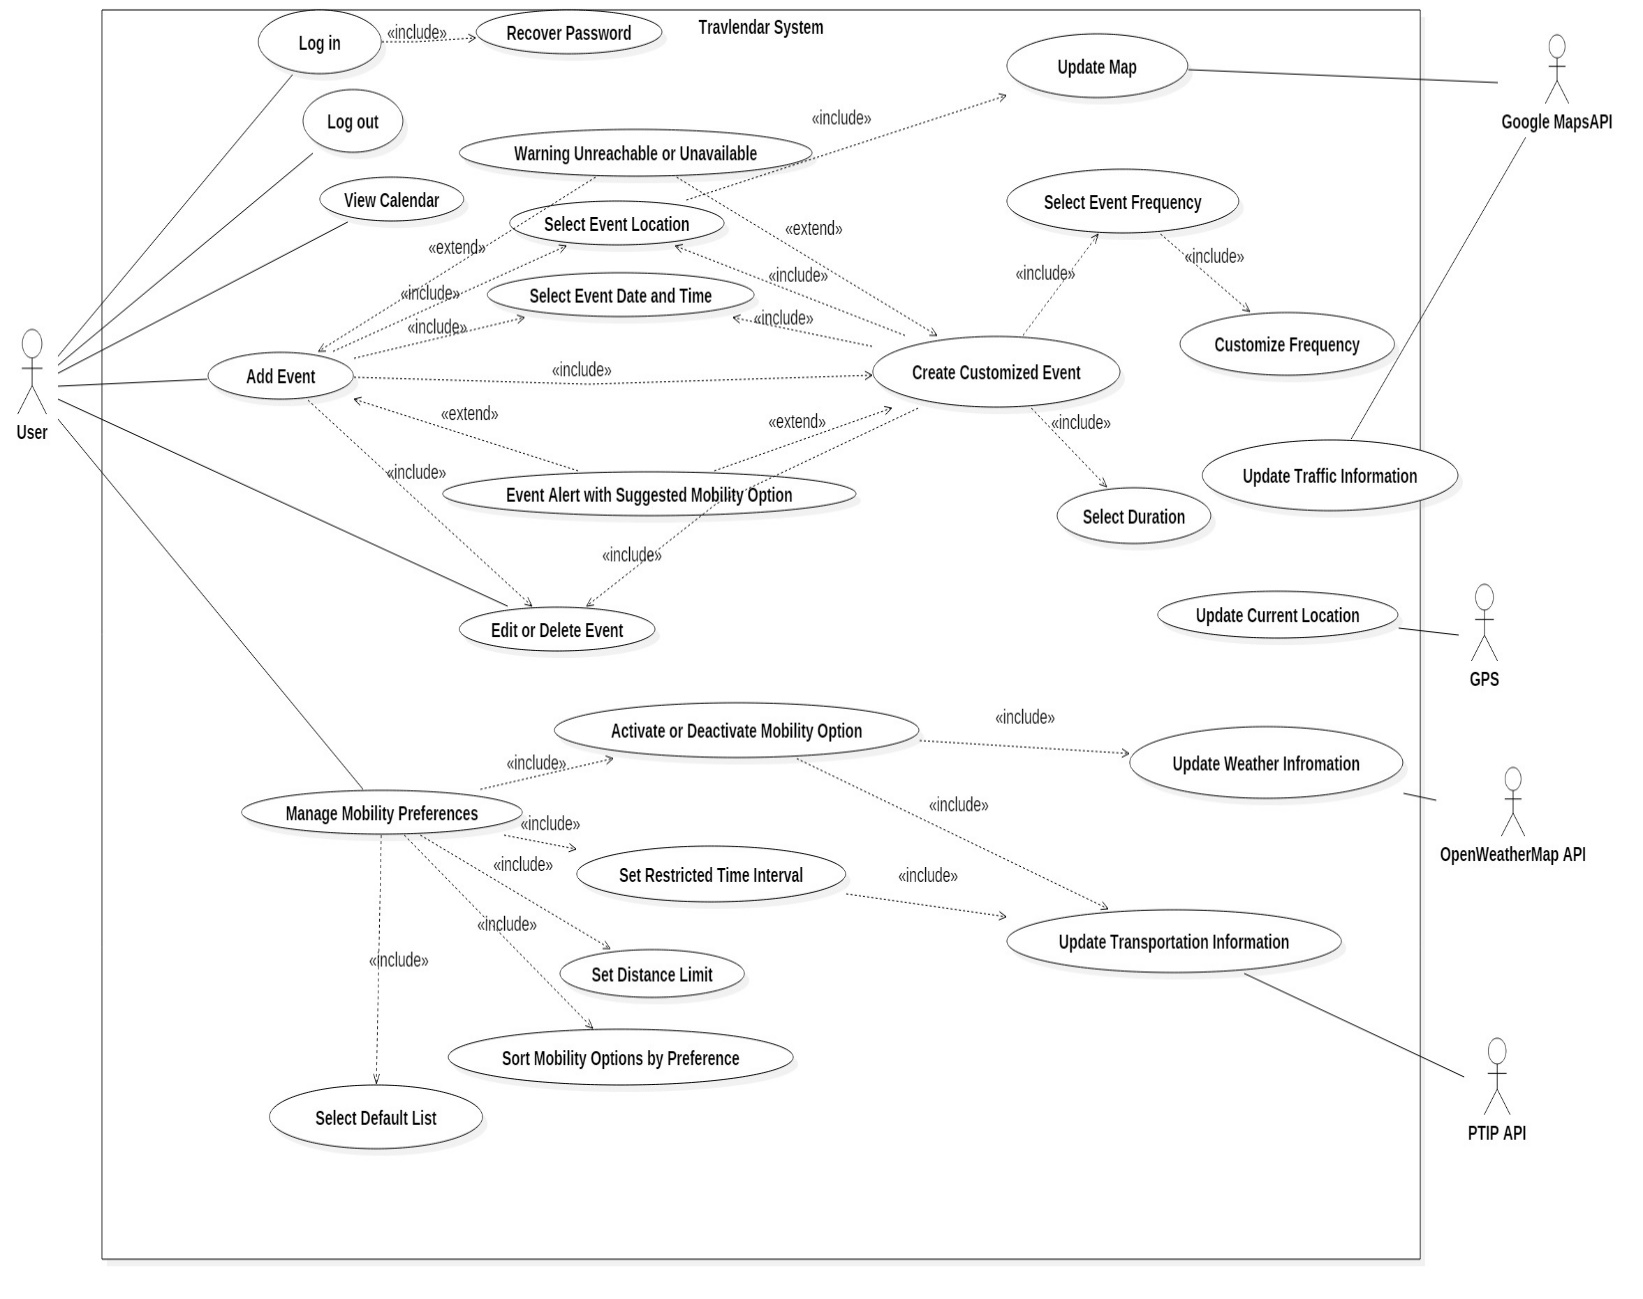 Travlendar System
Log in
«include»
Recover Password
Update Map
Google MapsAPI
Log out
«include»
Warning Unreachable or Unavailable
View Calendar
Select Event Frequency
Select Event Location
«extend»
«extend»
«include»
«include»
«include»
«include»
Select Event Date and Time
«include»
«include»
Customize Frequency
Add Event
«include»
Create Customized Event
User
«extend»
«extend»
«include»
«include»
Event Alert with Suggested Mobility Option
Update Traffic Information
Select Duration
«include»
Edit or Delete Event
Update Current Location
GPS
Activate or Deactivate Mobility Option
«include»
«include»
Update Weather Infromation
Manage Mobility Preferences
«include»
«include»
OpenWeatherMap API
«include»
Set Restricted Time Interval
«include»
«include»
Update Transportation Information
«include»
Set Distance Limit
Sort Mobility Options by Preference
Select Default List
PTIP API